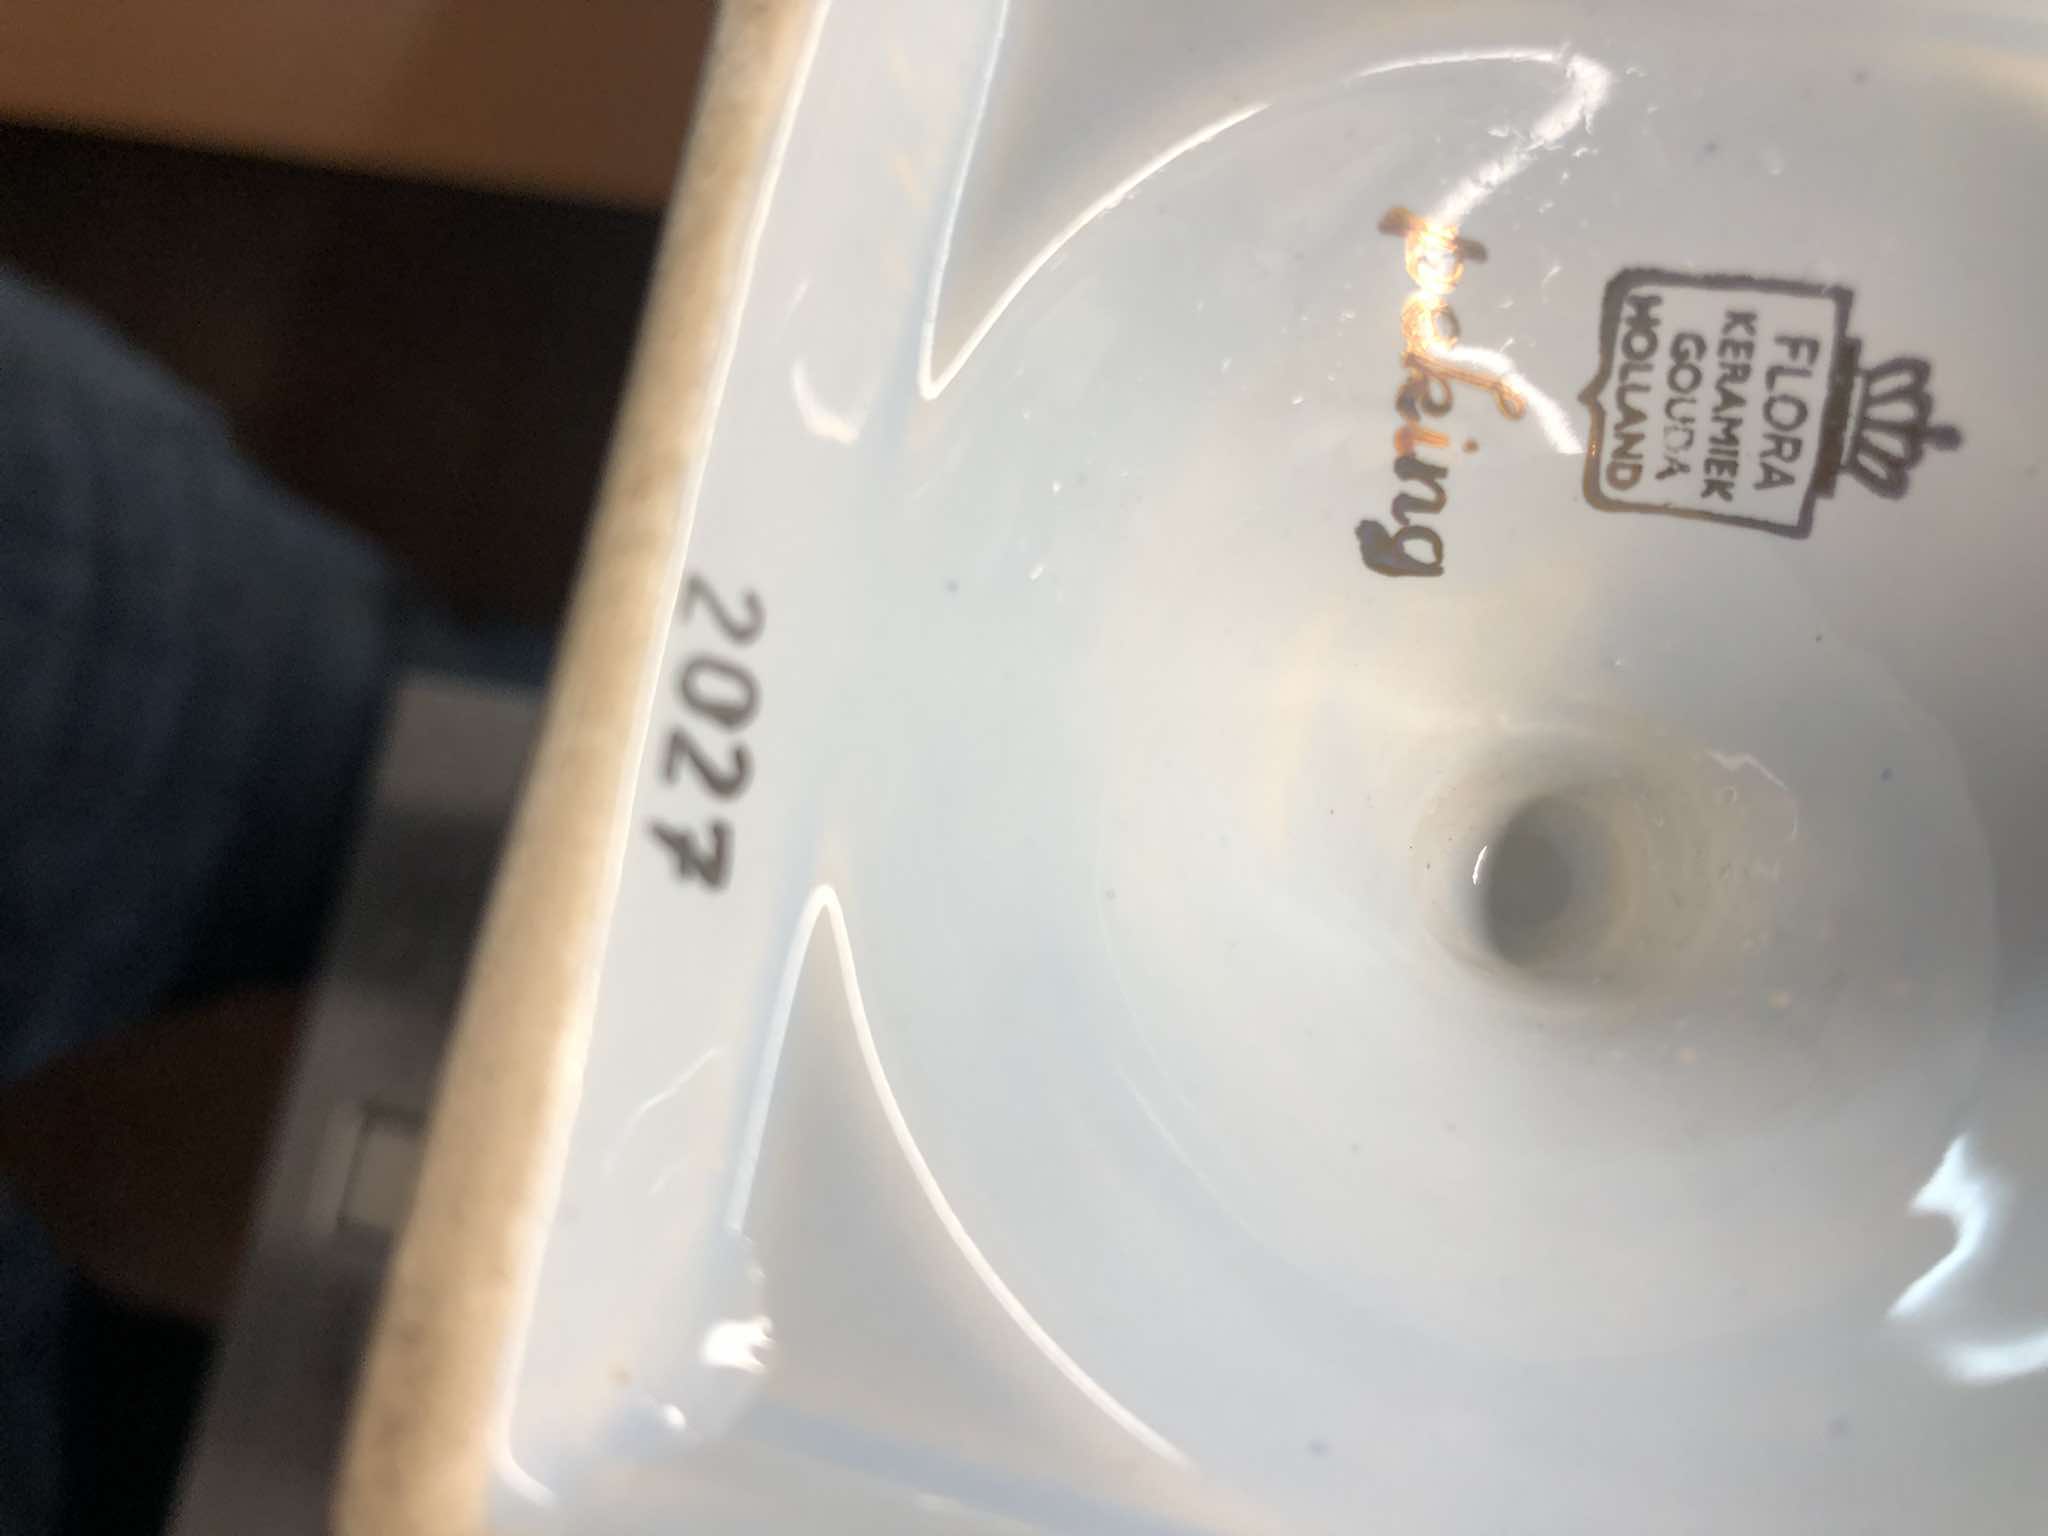 FLORA
KERAMIEK
GOUDA
HOLLAND
peking
2027